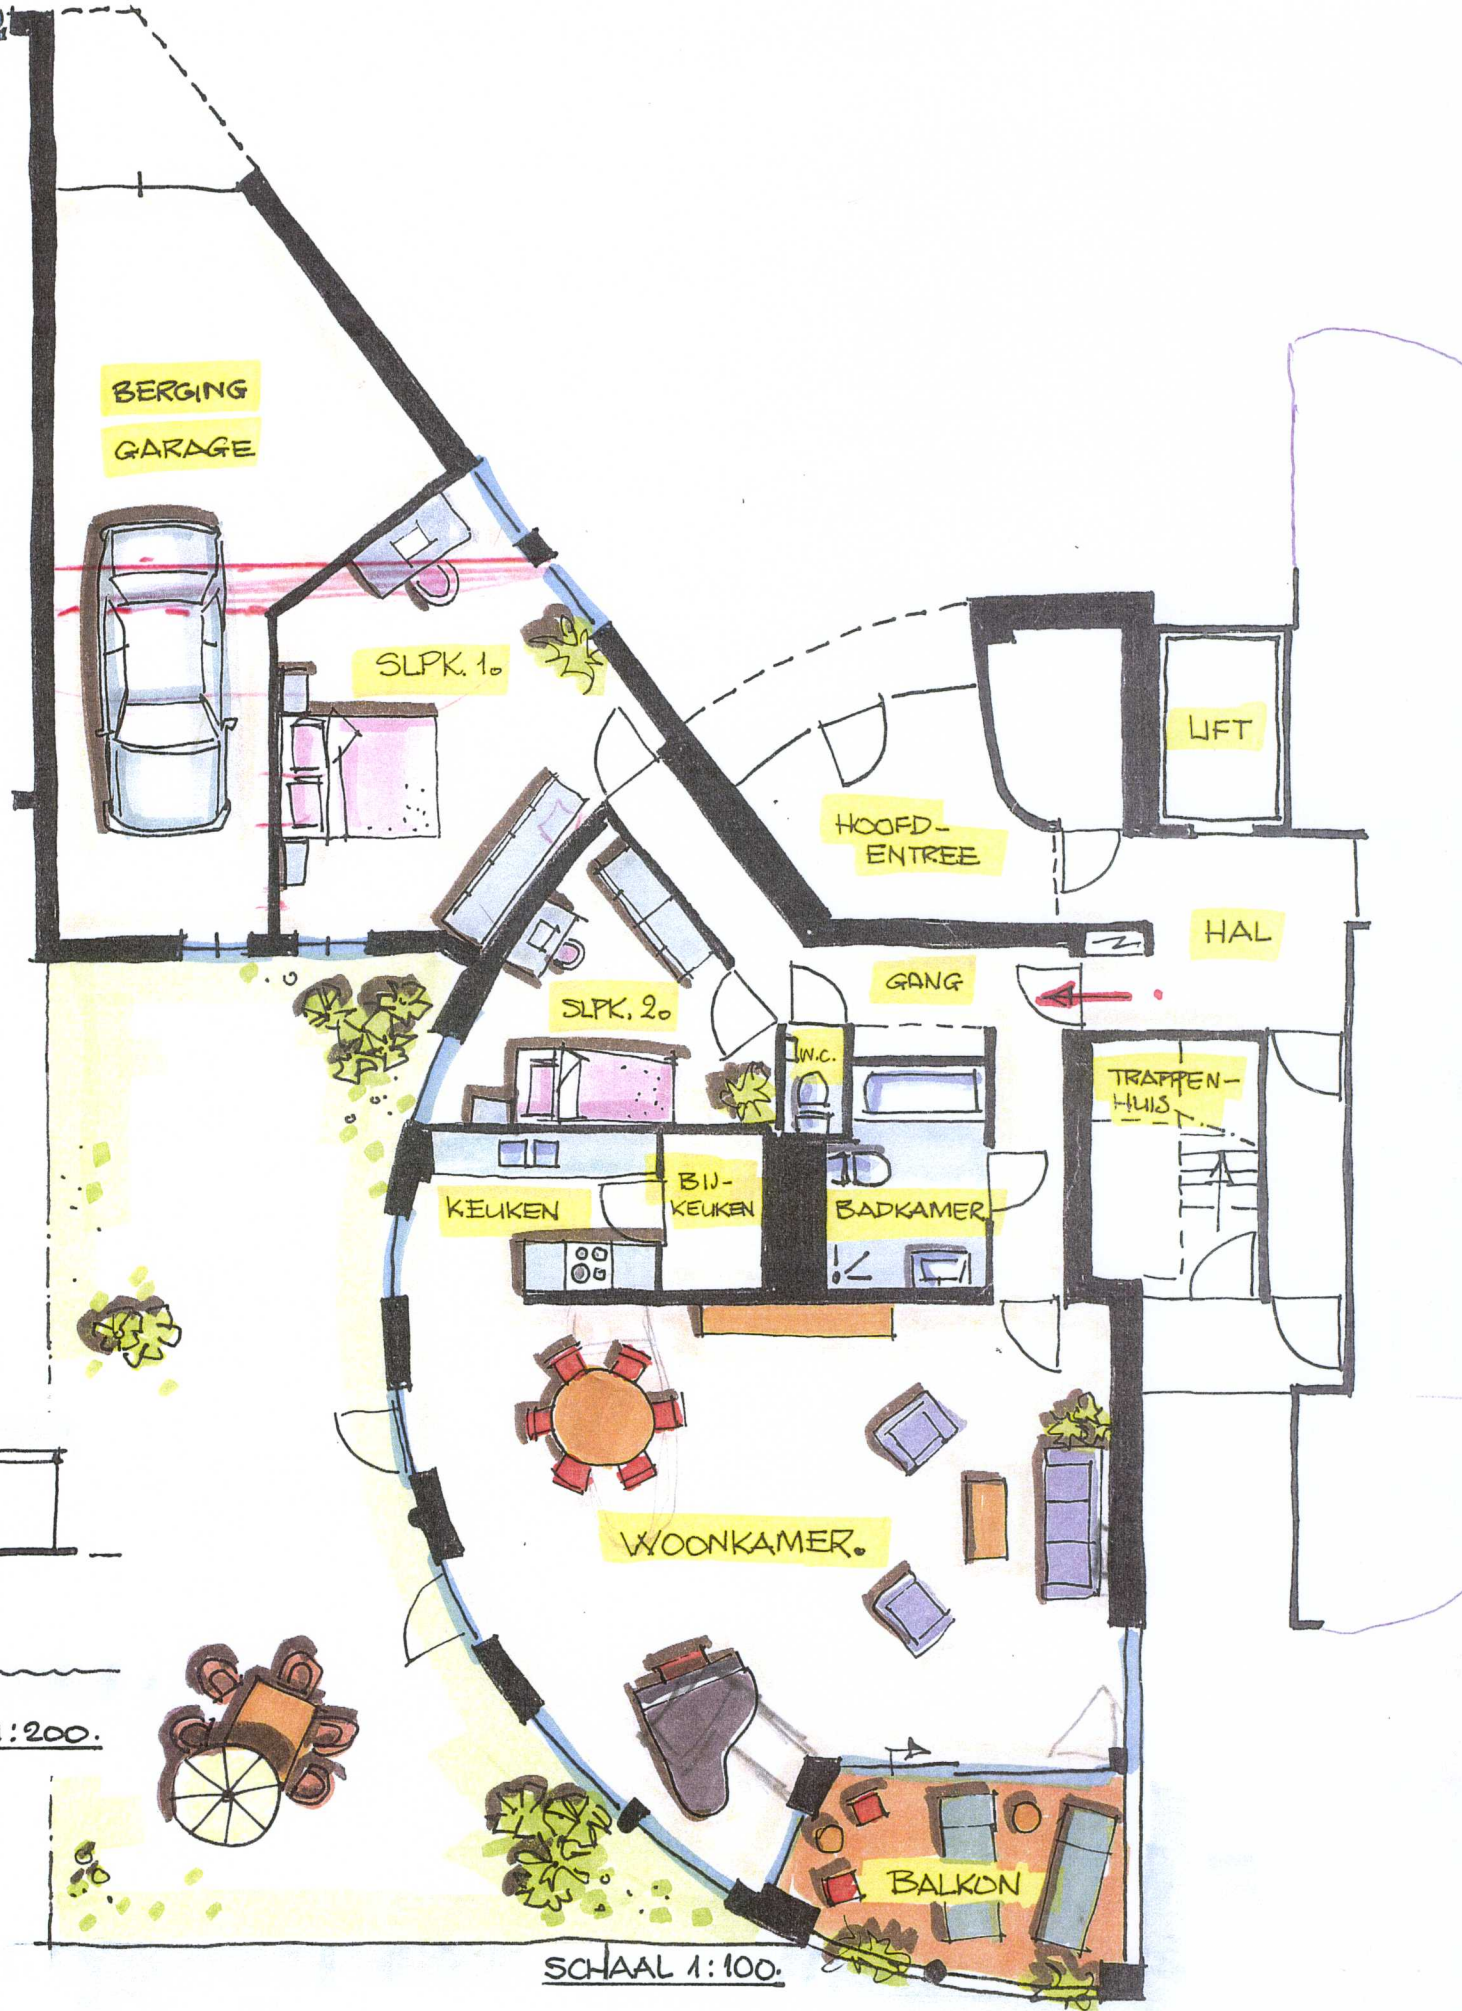 BERGING
GARAGE
SLPK. 1.
LIFT
HOOFD-
ENTREE
HAL
GANG
SLPK. 2.
W.C.
TRAPPEN-
HUIS
KEUKEN
BIJ-
KEUKEN
BADKAMER
WOONKAMER.
1:200.
BALKON
SCHAAL 1:100.